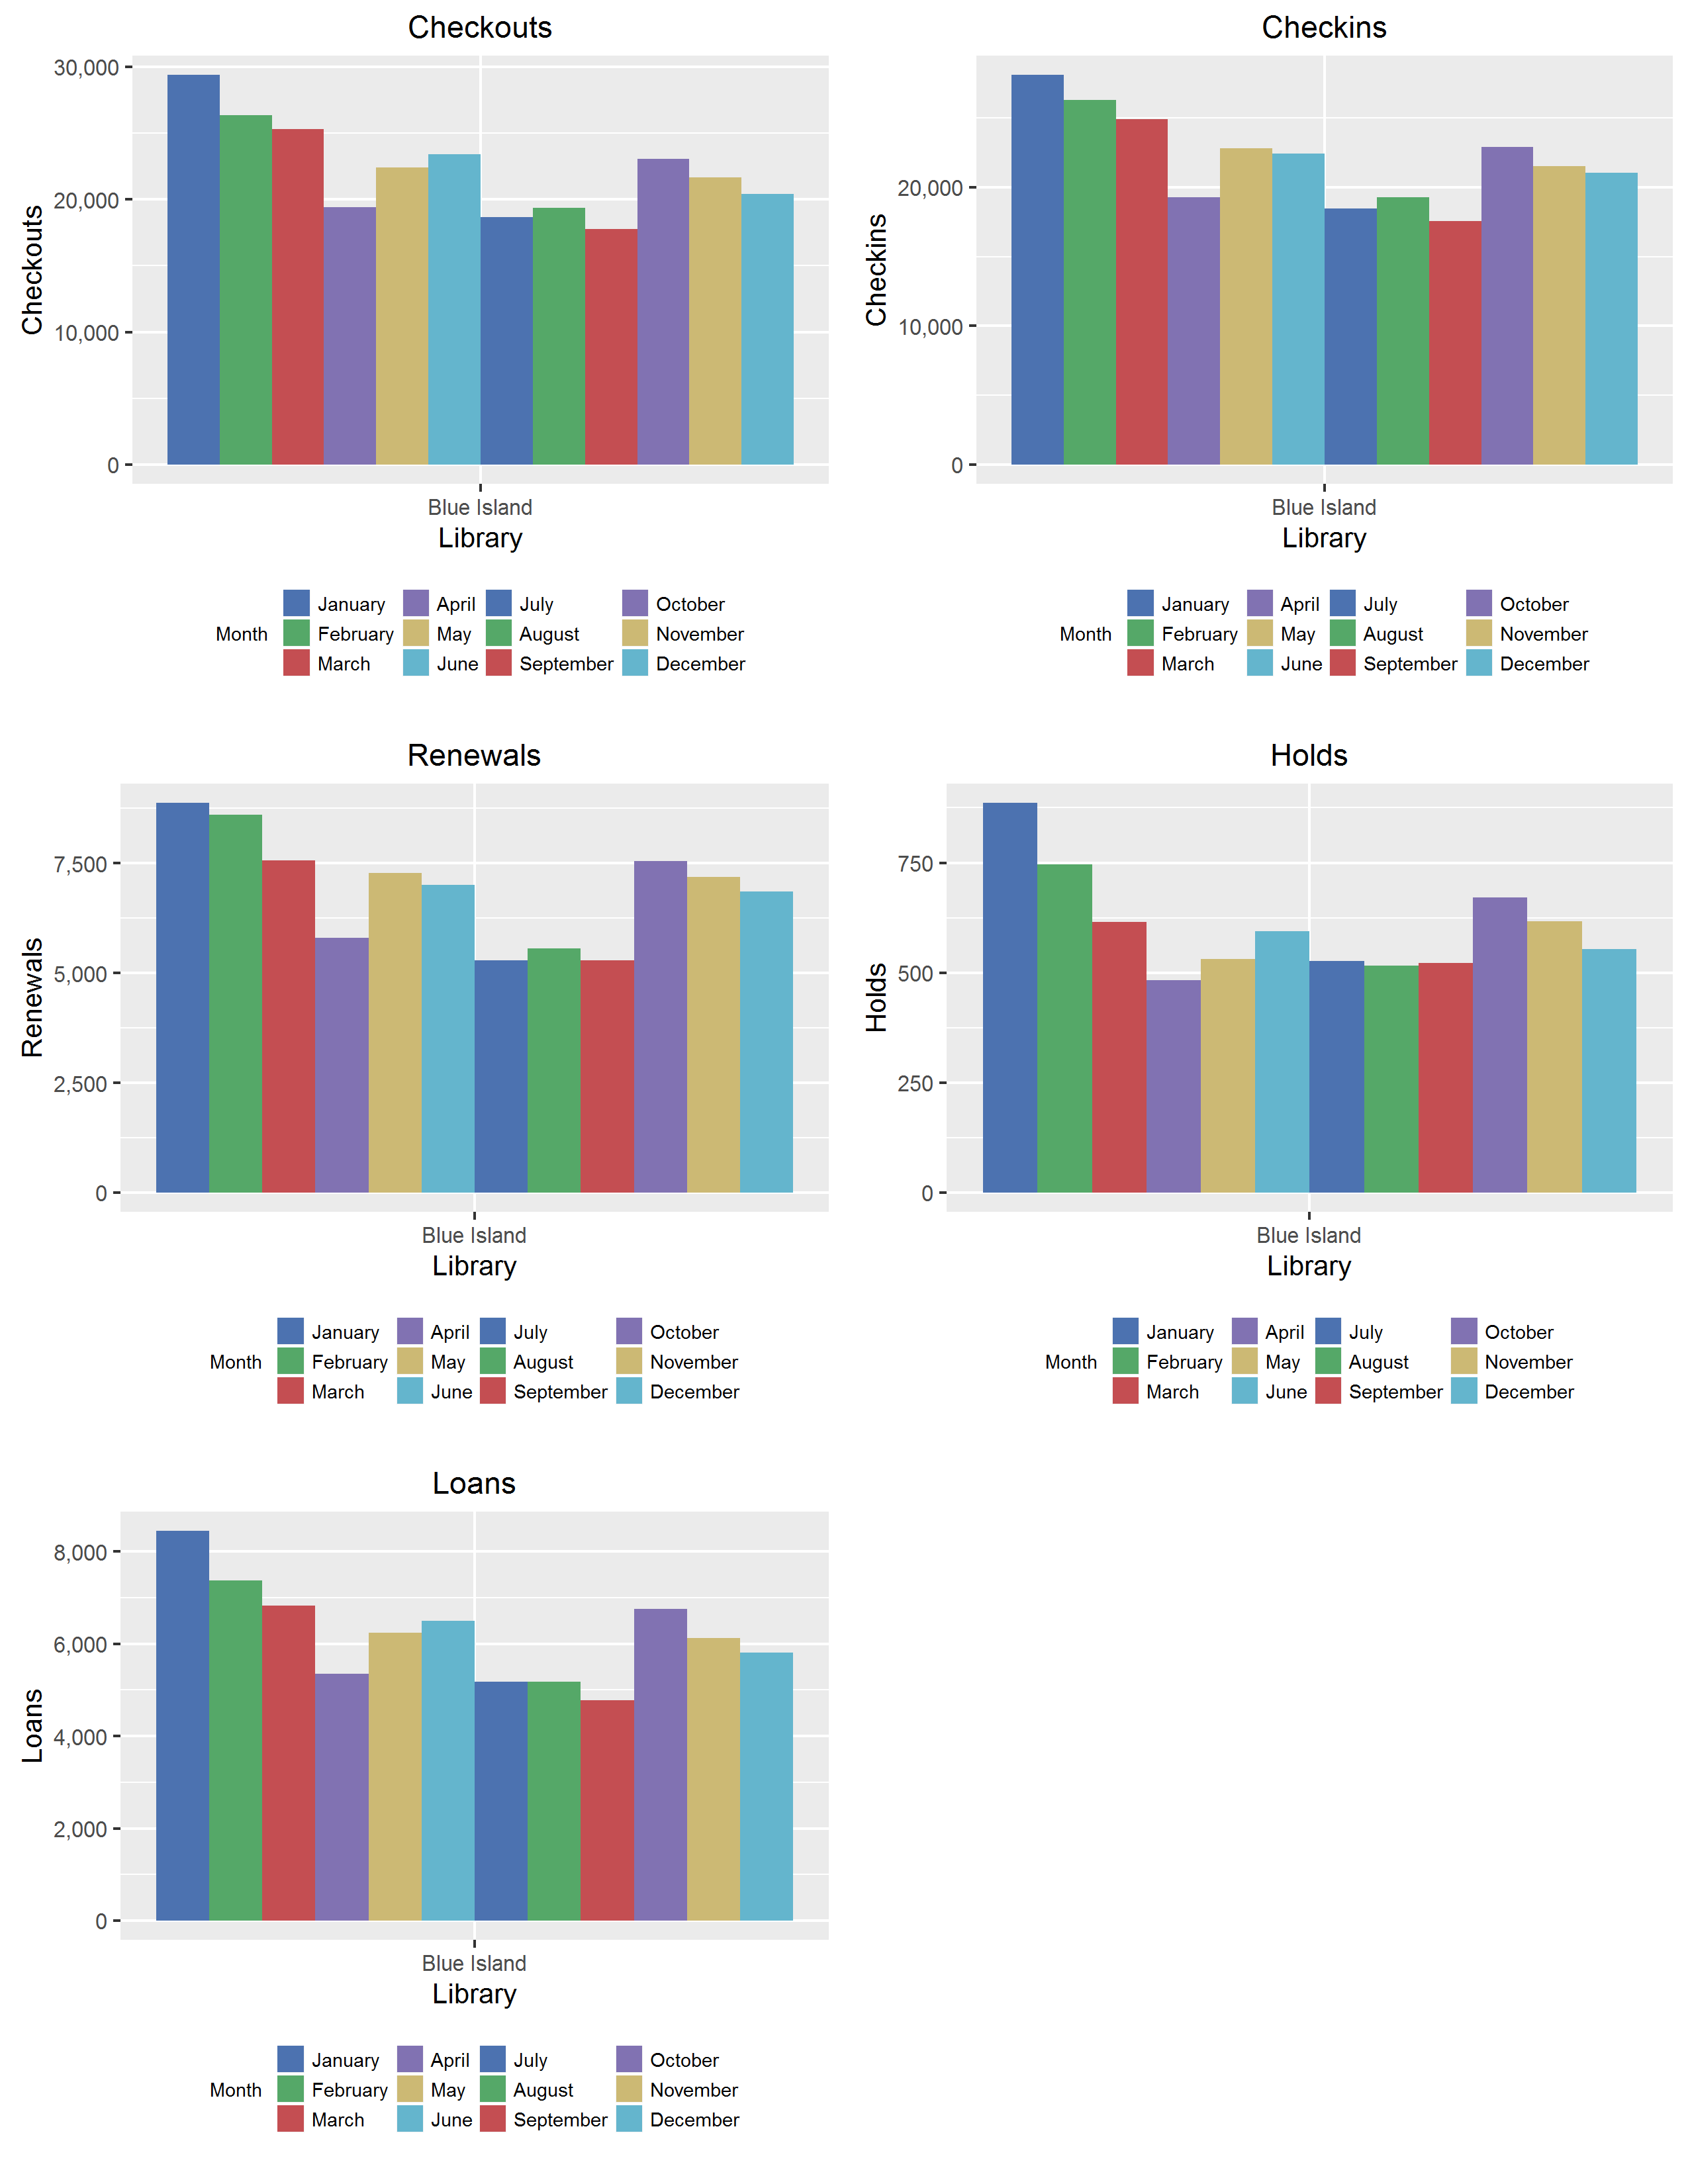 Checkouts
Checkouts
30,000
20,000
10,000
0
Blue Island
Library
Month
January April July October
February May August November
March June September December
Checkins
Checkins
20,000
10,000
0
Blue Island
Library
Month
January April July October
February May August November
March June September December
Renewals
Renewals
7,500
5,000
2,500
0
Blue Island
Library
Month
January April July October
February May August November
March June September December
Holds
Holds
750
500
250
0
Blue Island
Library
Month
January April July October
February May August November
March June September December
Loans
Loans
8,000
6,000
4,000
2,000
0
Blue Island
Library
Month
January April July October
February May August November
March June September December